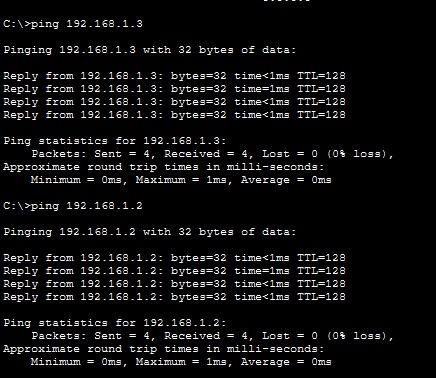 C:\>ping 192.168.1.3
Pinging 192.168.1.3 with 32 bytes of data:
Reply from 192.168.1.3: bytes=32 time<1ms TTL=128
Reply from 192.168.1.3: bytes=32 time<1ms TTL=128
Reply from 192.168.1.3: bytes=32 time=1ms TTL=128
Reply from 192.168.1.3: bytes=32 time<1ms TTL=128
Ping statistics for 192.168.1.3:
    Packets: Sent = 4, Received = 4, Lost = 0 (0% loss),
Approximate round trip times in milli-seconds:
    Minimum = 0ms, Maximum = 1ms, Average = 0ms
C:\>ping 192.168.1.2
Pinging 192.168.1.2 with 32 bytes of data:
Reply from 192.168.1.2: bytes=32 time<1ms TTL=128
Reply from 192.168.1.2: bytes=32 time=1ms TTL=128
Reply from 192.168.1.2: bytes=32 time<1ms TTL=128
Reply from 192.168.1.2: bytes=32 time<1ms TTL=128
Ping statistics for 192.168.1.2:
    Packets: Sent = 4, Received = 4, Lost = 0 (0% loss),
Approximate round trip times in milli-seconds:
    Minimum = 0ms, Maximum = 1ms, Average = 0ms